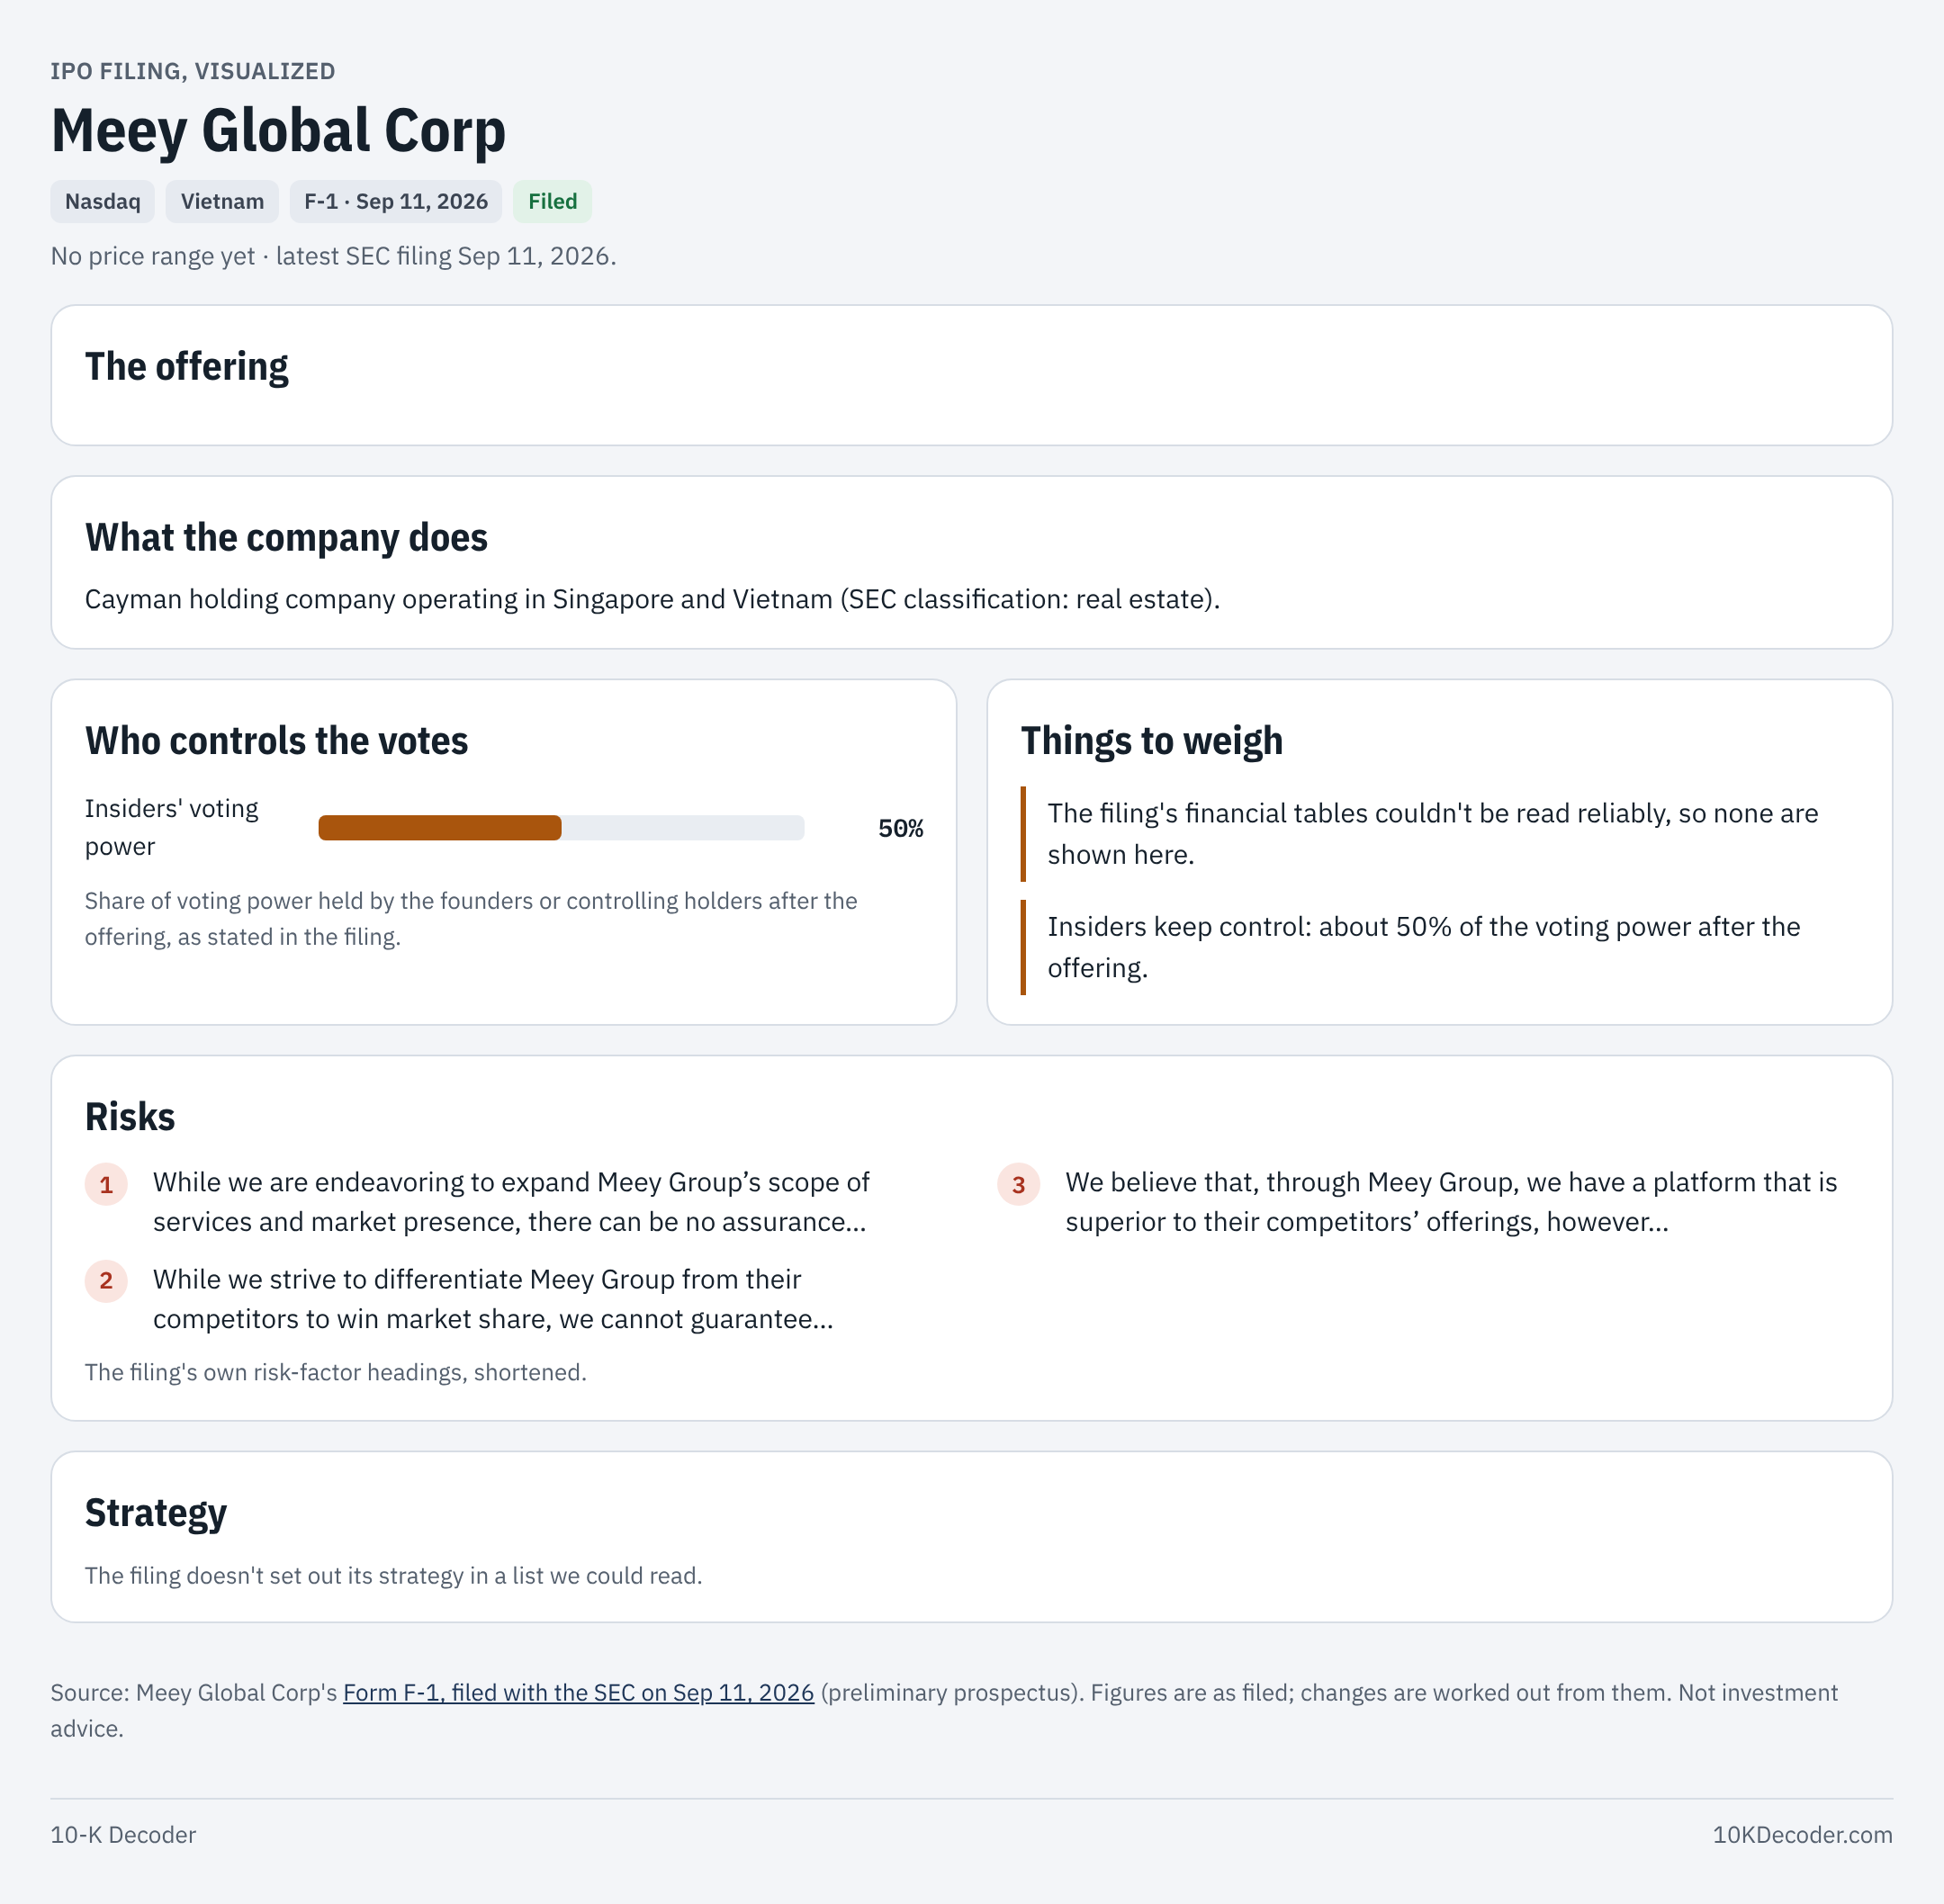 IPO FILING, VISUALIZED
Meey Global Corp
Nasdaq
Vietnam
F-1 · Sep 11, 2026
Filed
No price range yet · latest SEC filing Sep 11, 2026.
The offering
What the company does
Cayman holding company operating in Singapore and Vietnam (SEC classification: real estate).
Who controls the votes
Insiders' voting
power
50%
Share of voting power held by the founders or controlling holders after the
offering, as stated in the filing.
Things to weigh
The filing's financial tables couldn't be read reliably, so none are
shown here.
Insiders keep control: about 50% of the voting power after the
offering.
Risks
1
While we are endeavoring to expand Meey Group’s scope of
services and market presence, there can be no assurance…
2
While we strive to differentiate Meey Group from their
competitors to win market share, we cannot guarantee…
3
We believe that, through Meey Group, we have a platform that is
superior to their competitors’ offerings, however…
The filing's own risk-factor headings, shortened.
Strategy
The filing doesn't set out its strategy in a list we could read.
Source: Meey Global Corp's Form F-1, filed with the SEC on Sep 11, 2026 (preliminary prospectus). Figures are as filed; changes are worked out from them. Not investment
advice.
10-K Decoder
10KDecoder.com